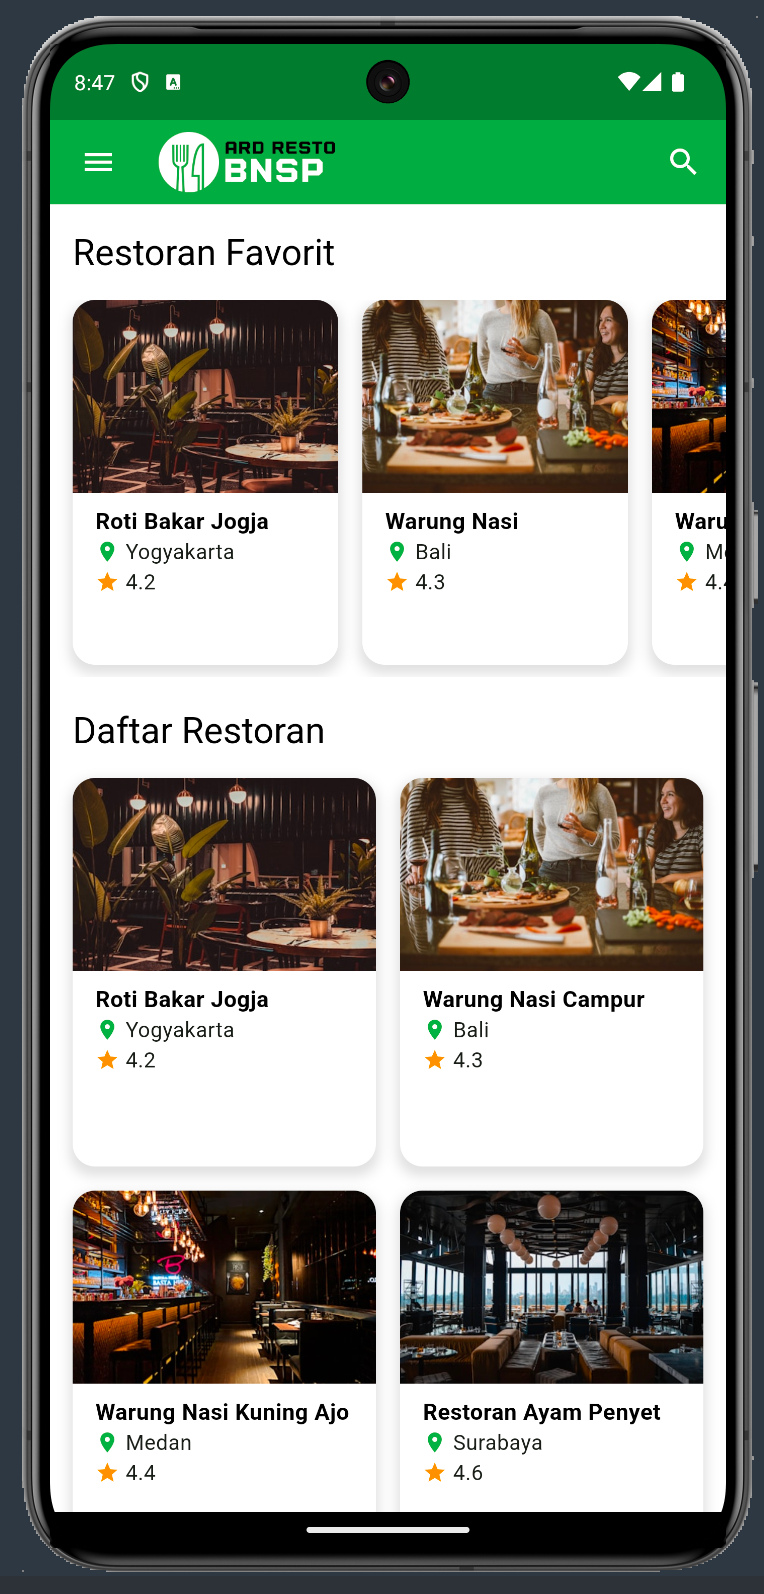 8:47
A
ARD RESTO
BNSP
Restoran Favorit
Roti Bakar Jogja
Yogyakarta
4.2
Warung Nasi
Bali
4.3
Waru
Me
4.4
Daftar Restoran
Roti Bakar Jogja
Yogyakarta
4.2
Warung Nasi Campur
Bali
4.3
Warung Nasi Kuning Ajo
Medan
4.4
Restoran Ayam Penyet
Surabaya
4.6